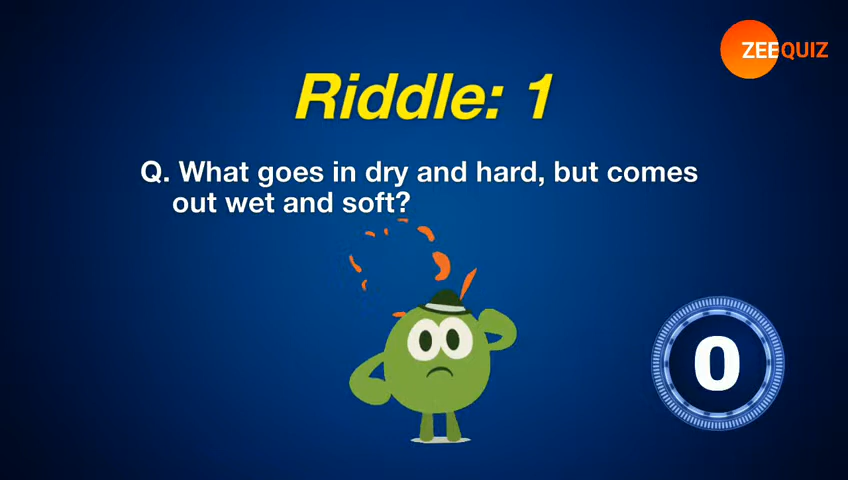 ZEEQUIZ
Riddle: 1
Q. What goes in dry and hard, but comes
out wet and soft?
0